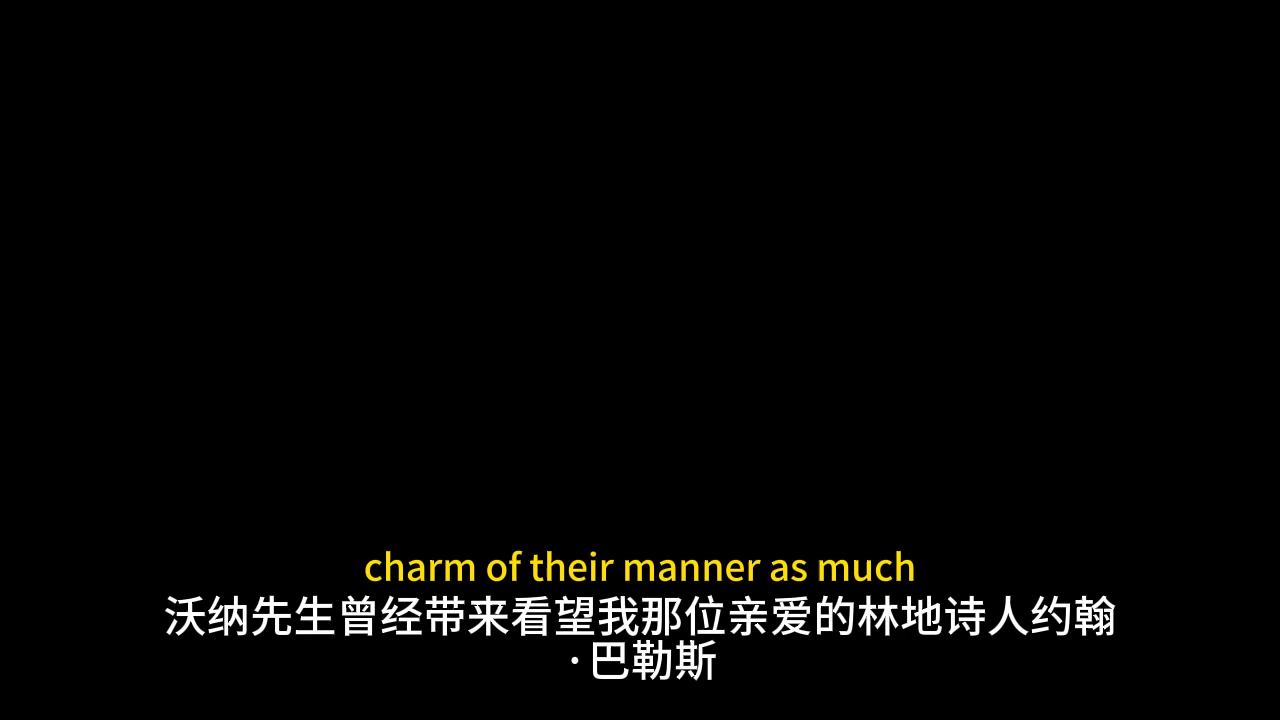 charm of their manner as much
沃纳先生曾经带来看望我那位亲爱的林地诗人约翰
·巴勒斯